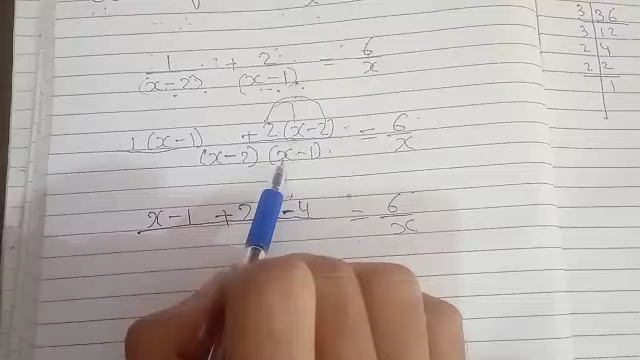 1/(x-2) + 2/(x-1) = 6/x
1(x-1) + 2(x-2)/(x-2)(x-1) = 6/x
x-1 + 2 -4 = 6/x
3 | 36
3 | 12
2 | 4
2 | 2
1